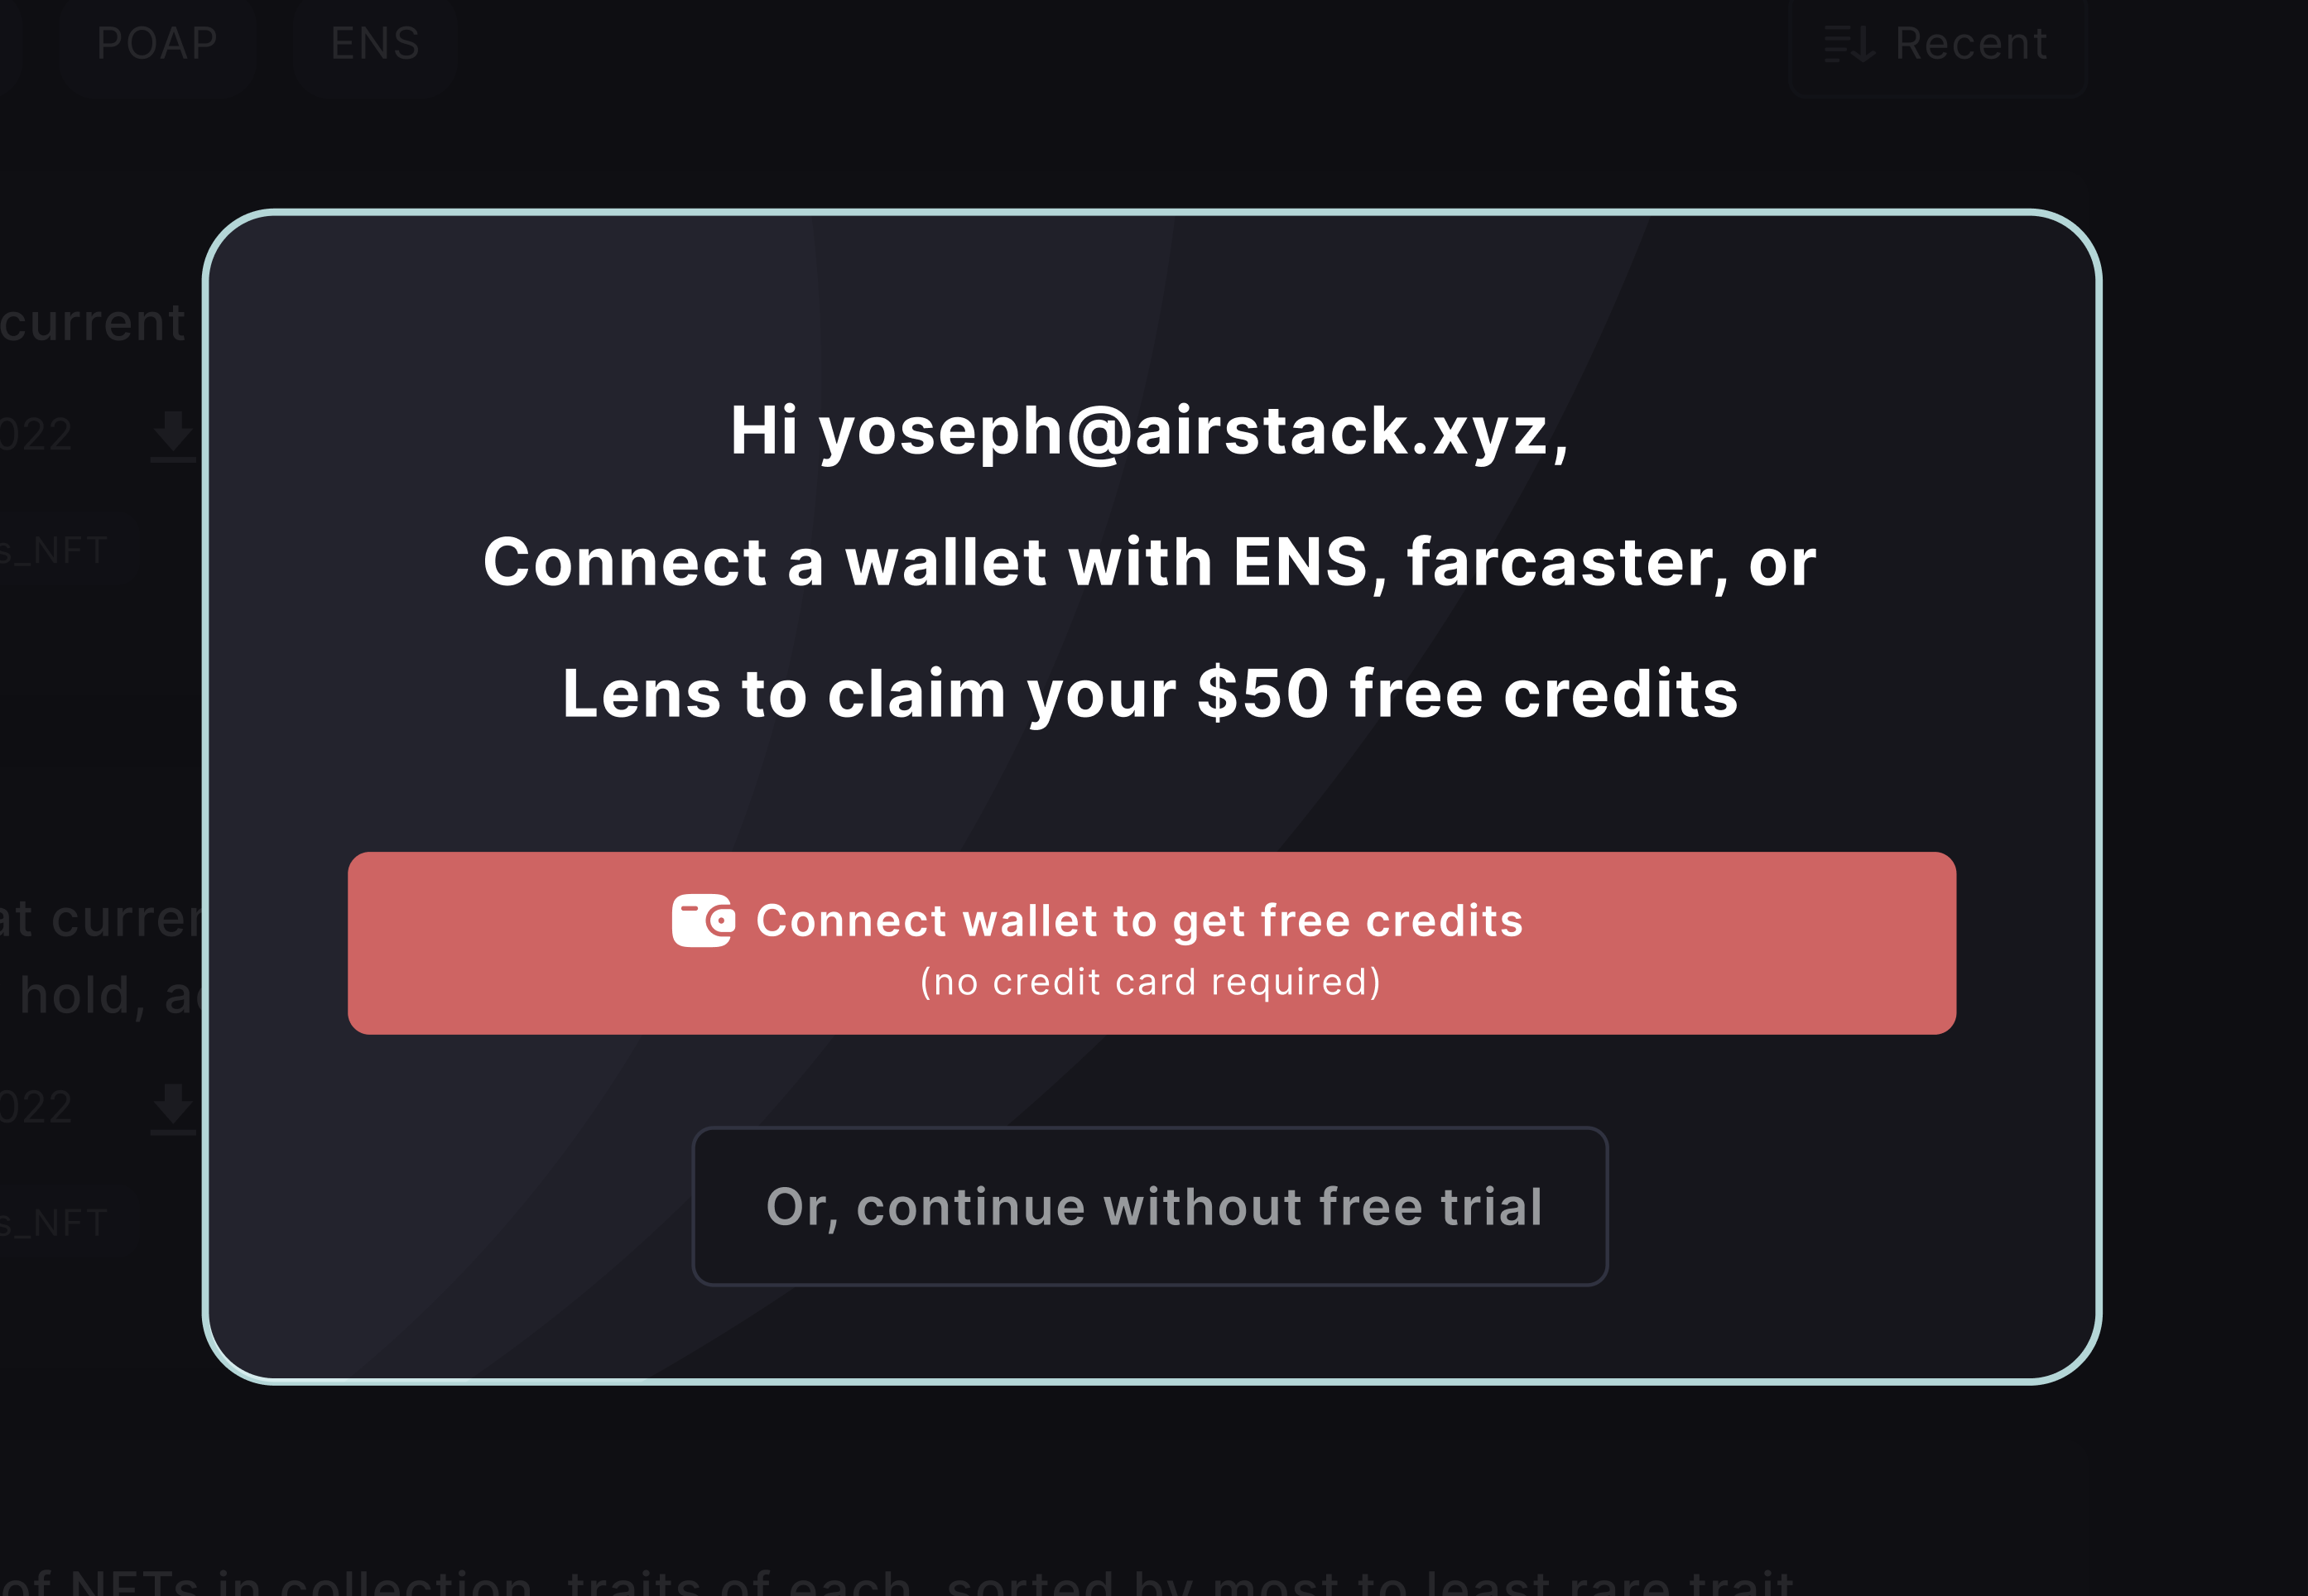 POAP
ENS
Recent
current
022
s_NFT
Hi yoseph@airstack.xyz,
Connect a wallet with ENS, farcaster, or
Lens to claim your $50 free credits
at curren
hold, a
Connect wallet to get free credits
(no credit card required)
022
Or, continue without free trial
s_NFT
of NFTs in collection, traits of each, sorted by most to least rare trait